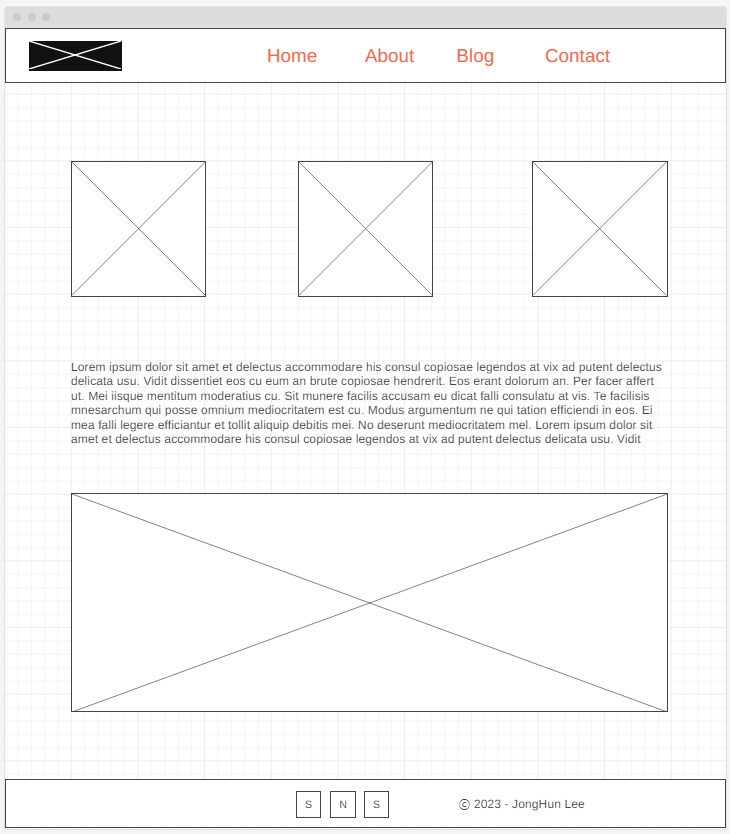 Home About Blog Contact
Lorem ipsum dolor sit amet et delectus accommodare his consul copiosae legendos at vix ad putent delectus
delicata usu. Vidit dissentiet eos cu eum an brute copiosae hendrerit. Eos erant dolorum an. Per facer affert
ut. Mei iisque mentitum moderatius cu. Sit munere facilis accusam eu dicat falli consulatu at vis. Te facilisis
mnesarchum qui posse omnium mediocritatem est cu. Modus argumentum ne qui tation efficiendi in eos. Ei
mea falli legere efficiantur et tollit aliquip debitis mei. No deserunt mediocritatem mel. Lorem ipsum dolor sit
amet et delectus accommodare his consul copiosae legendos at vix ad putent delectus delicata usu. Vidit
S N S © 2023 - JongHun Lee